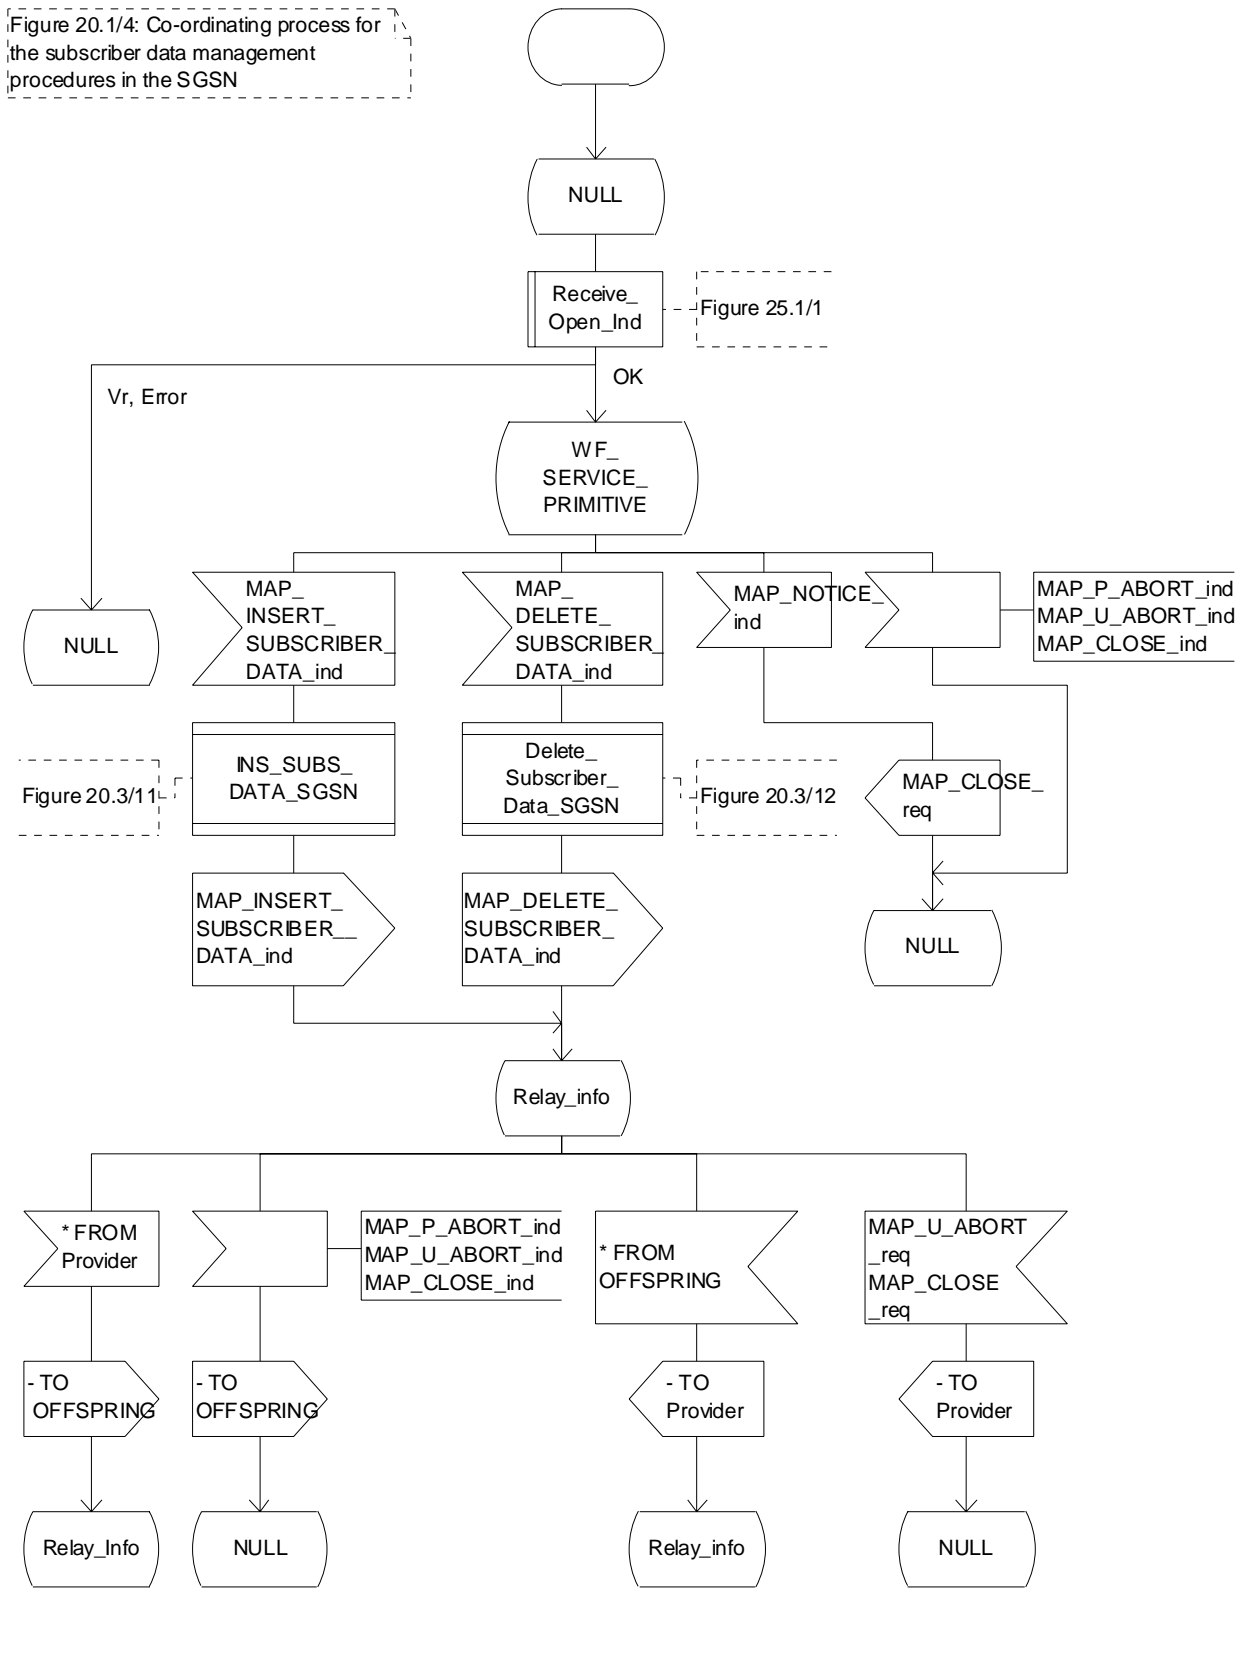 Figure 20.1/4: Co-ordinating process for
the subscriber data management
procedures in the SGSN
NULL
Receive_
Open_Ind
Figure 25.1/1
OK
Vr, Error
WF_
SERVICE_
PRIMITIVE
NULL
MAP_
INSERT_
SUBSCRIBER_
DATA_ind
MAP_
DELETE_
SUBSCRIBER_
DATA_ind
MAP_NOTICE_
ind
MAP_P_ABORT_ind
MAP_U_ABORT_ind
MAP_CLOSE_ind
Figure 20.3/11
INS_SUBS_
DATA_SGSN
Delete_
Subscriber_
Data_SGSN
Figure 20.3/12
MAP_CLOSE_
req
MAP_INSERT_
SUBSCRIBER__
DATA_ind
MAP_DELETE_
SUBSCRIBER_
DATA_ind
NULL
Relay_info
* FROM
Provider
MAP_P_ABORT_ind
MAP_U_ABORT_ind
MAP_CLOSE_ind
* FROM
OFFSPRING
MAP_U_ABORT
_req
MAP_CLOSE
_req
- TO
OFFSPRING
- TO
OFFSPRING
- TO
Provider
- TO
Provider
Relay_Info
NULL
Relay_info
NULL